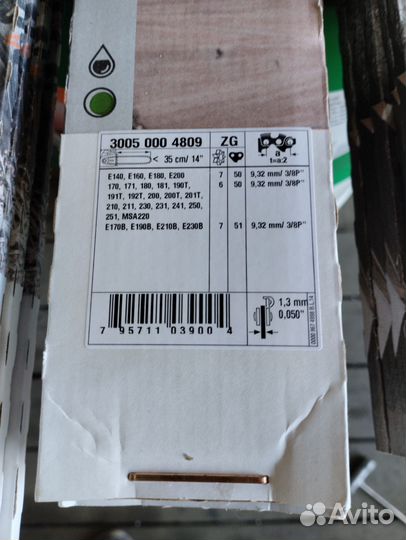 3005 000 4809 ZG
< 35 cm/ 14"
a
t=a:2
E140, E160, E180, E200 7 50 9,32 mm/ 3/8P"
170, 171, 180, 181, 190T, 6 50 9,32 mm/ 3/8P"
191T, 192T, 200, 200T, 201T,
210, 211, 230, 231, 241, 250,
251, MSA220
E170B, E190B, E210B, E230B 7 51 9,32 mm/ 3/8P"
1,3 mm
0.050"
7 95711 03900 4
Avito